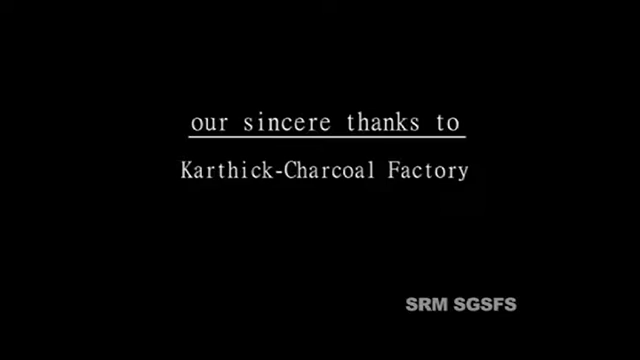 our sincere thanks to
Karthick-Charcoal Factory
SRM SGSFS